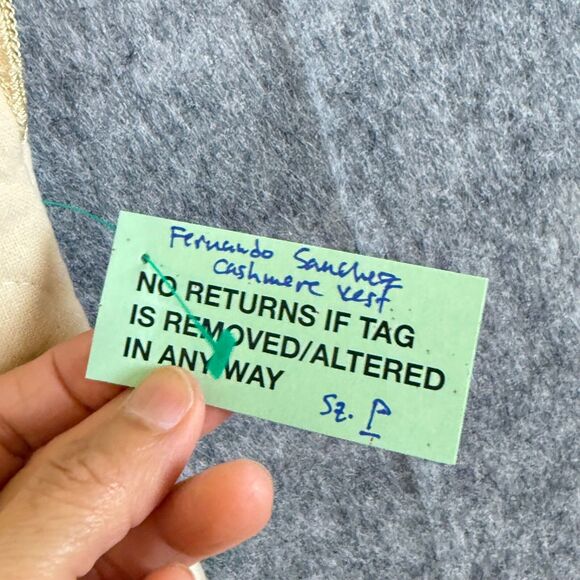 Fernando Sanchez
cashmere vest
NO RETURNS IF TAG
IS REMOVED/ALTERED
IN ANY WAY
Sz. P